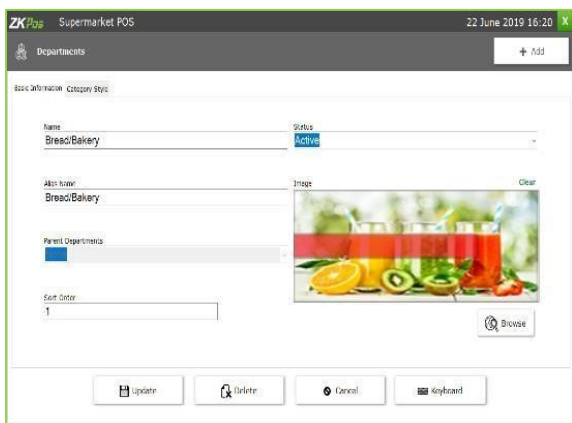 ZKPos Supermarket POS 22 June 2019 16:20 X
Departments + Add
Basic Information Category Style
Name Status
Bread/Bakery Active
Alias Name Image Clear
Bread/Bakery
Parent Departments
Sort Order
1
Browse
Update Delete Cancel Keyboard